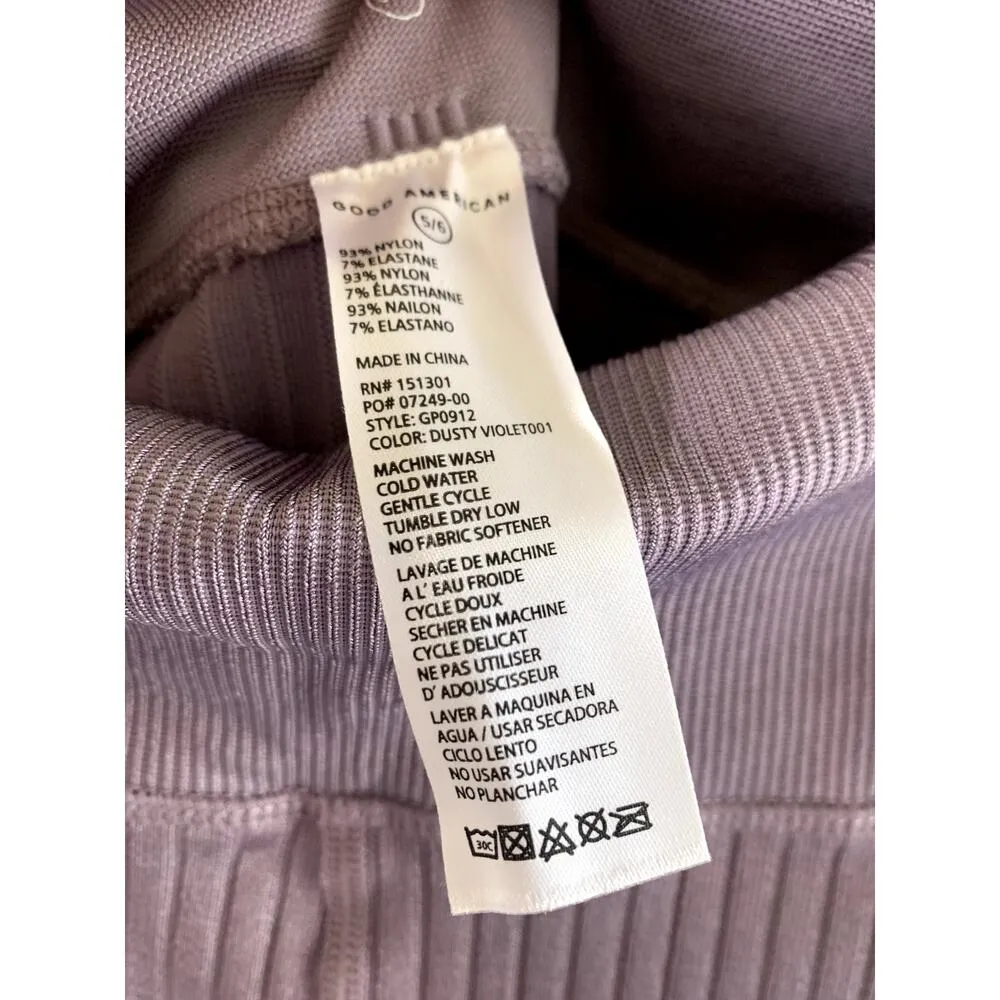 GOOD AMERICAN
5/6
93% NYLON
7% ELASTANE
93% NYLON
7% ÉLASTHANNE
93% NAILON
7% ELASTANO
MADE IN CHINA
RN# 151301
PO# 07249-00
STYLE: GP0912
COLOR: DUSTY VIOLET001
MACHINE WASH
COLD WATER
GENTLE CYCLE
TUMBLE DRY LOW
NO FABRIC SOFTENER
LAVAGE DE MACHINE
A L' EAU FROIDE
CYCLE DOUX
SECHER EN MACHINE
CYCLE DELICAT
NE PAS UTILISER
D' ADOUSCISSEUR
LAVER A MAQUINA EN
AGUA / USAR SECADORA
CICLO LENTO
NO USAR SUAVISANTES
NO PLANCHAR
30C